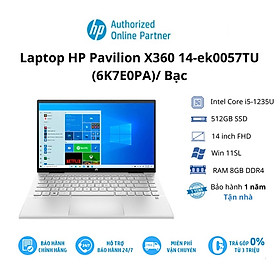 hp
Authorized
Online Partner
Laptop HP Pavilion X360 14-ek0057TU
(6K7E0PA)/ Bạc
Intel Core i5-1235U
512GB SSD
14 inch FHD
Win 11SL
RAM 8GB DDR4
Bảo hành 1 năm
Tận nhà
BẢO HÀNH
CHÍNH HÃNG
HỖ TRỢ
BẢO HÀNH 24/7
MIỄN PHÍ
VẬN CHUYỂN
TRẢ GÓP 0%
TỪ 3 TRIỆU